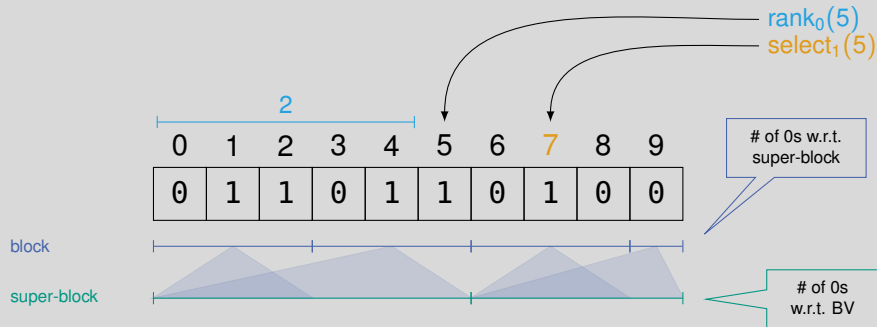 rank₀(5)
select₁(5)
2
0 1 2 3 4 5 6 7 8 9
0 1 1 0 1 1 0 1 0 0
# of 0s w.r.t.
super-block
block
super-block
# of 0s
w.r.t. BV